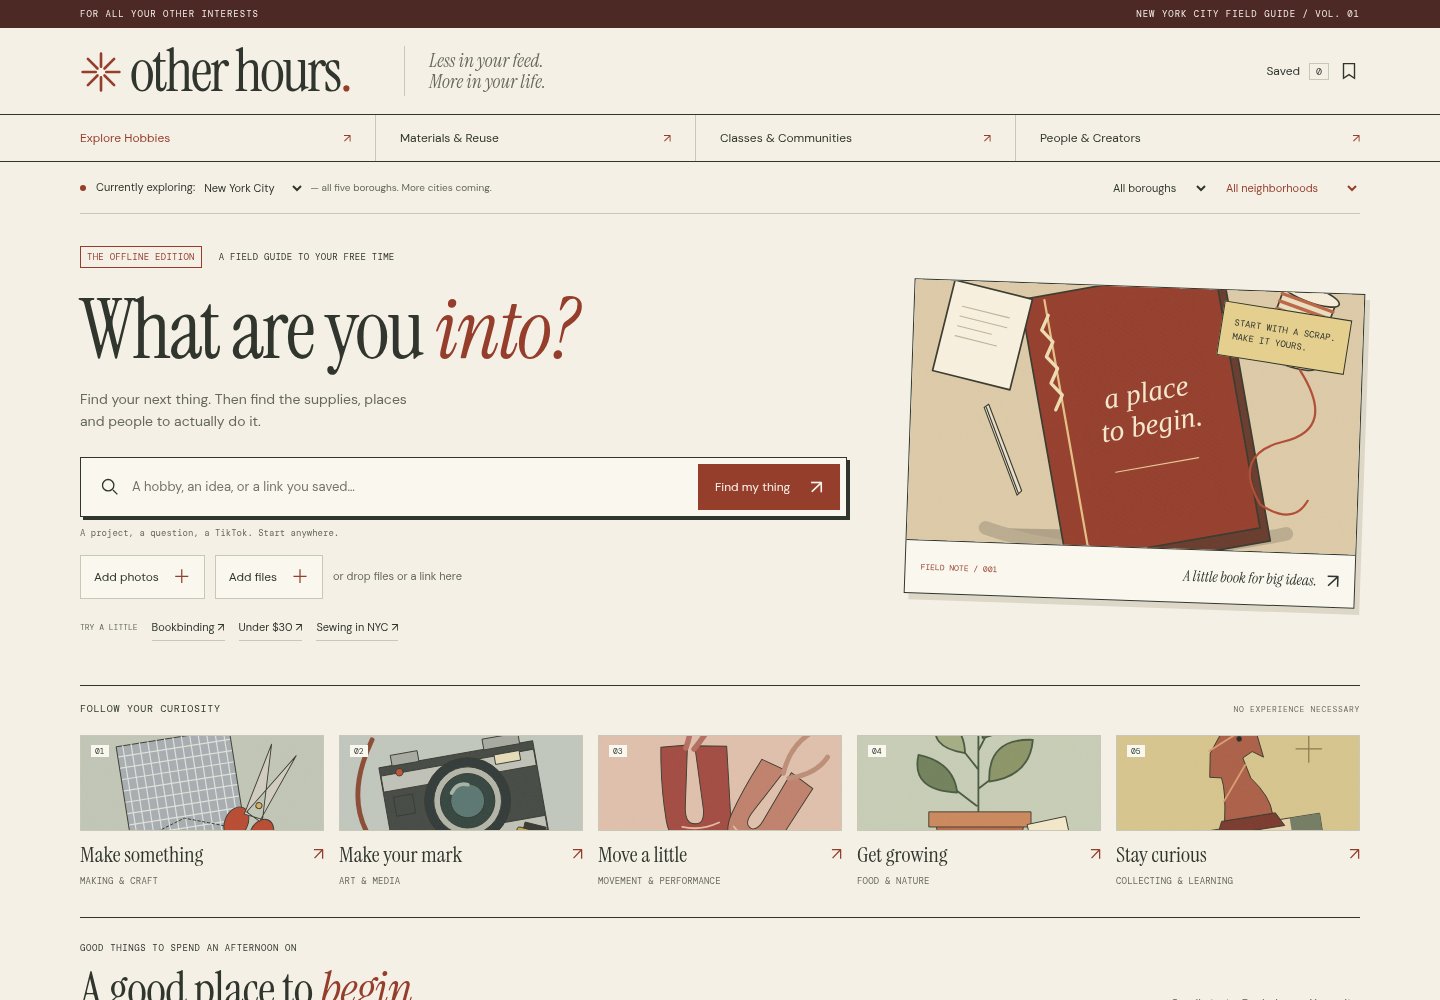 FOR ALL YOUR OTHER INTERESTS
NEW YORK CITY FIELD GUIDE / VOL. 01
other hours.
Less in your feed.
More in your life.
Saved 0
Explore Hobbies
Materials & Reuse
Classes & Communities
People & Creators
Currently exploring: New York City — all five boroughs. More cities coming.
All boroughs
All neighborhoods
THE OFFLINE EDITION
A FIELD GUIDE TO YOUR FREE TIME
What are you into?
Find your next thing. Then find the supplies, places
and people to actually do it.
A hobby, an idea, or a link you saved...
Find my thing
A project, a question, a TikTok. Start anywhere.
Add photos
Add files
or drop files or a link here
TRY A LITTLE
Bookbinding
Under $30
Sewing in NYC
START WITH A SCRAP.
MAKE IT YOURS.
a place
to begin.
FIELD NOTE / 001
A little book for big ideas.
FOLLOW YOUR CURIOSITY
NO EXPERIENCE NECESSARY
01
02
03
04
05
Make something
Make your mark
Move a little
Get growing
Stay curious
MAKING & CRAFT
ART & MEDIA
MOVEMENT & PERFORMANCE
FOOD & NATURE
COLLECTING & LEARNING
GOOD THINGS TO SPEND AN AFTERNOON ON
A good place to begin